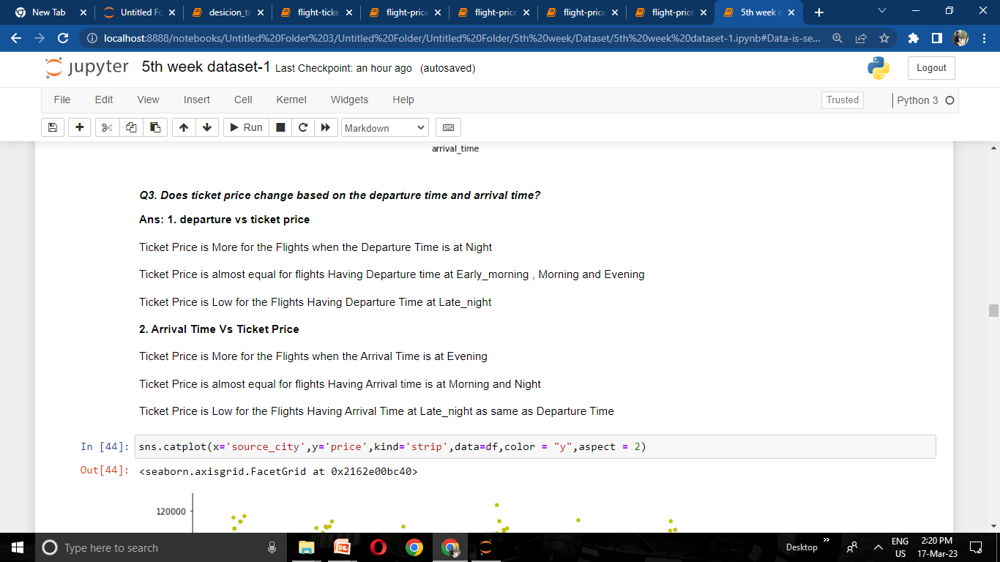 New Tab
Untitled Fo
desicion_tr
flight-ticke
flight-price
flight-price
flight-price
flight-price
5th week d
localhost:8888/notebooks/Untitled%20Folder%203/Untitled%20Folder/Untitled%20Folder/5th%20week/Dataset/5th%20week%20dataset-1.ipynb#Data-is-se...
jupyter 5th week dataset-1 Last Checkpoint: an hour ago (autosaved)
Logout
File Edit View Insert Cell Kernel Widgets Help
Trusted
Python 3
Run
Markdown
arrival_time
Q3. Does ticket price change based on the departure time and arrival time?
Ans: 1. departure vs ticket price
Ticket Price is More for the Flights when the Departure Time is at Night
Ticket Price is almost equal for flights Having Departure time at Early_morning , Morning and Evening
Ticket Price is Low for the Flights Having Departure Time at Late_night
2. Arrival Time Vs Ticket Price
Ticket Price is More for the Flights when the Arrival Time is at Evening
Ticket Price is almost equal for flights Having Arrival time is at Morning and Night
Ticket Price is Low for the Flights Having Arrival Time at Late_night as same as Departure Time
In [44]: sns.catplot(x='source_city',y='price',kind='strip',data=df,color = "y",aspect = 2)
Out[44]: <seaborn.axisgrid.FacetGrid at 0x2162e00bc40>
120000
Type here to search
Desktop
ENG
US
2:20 PM
17-Mar-23